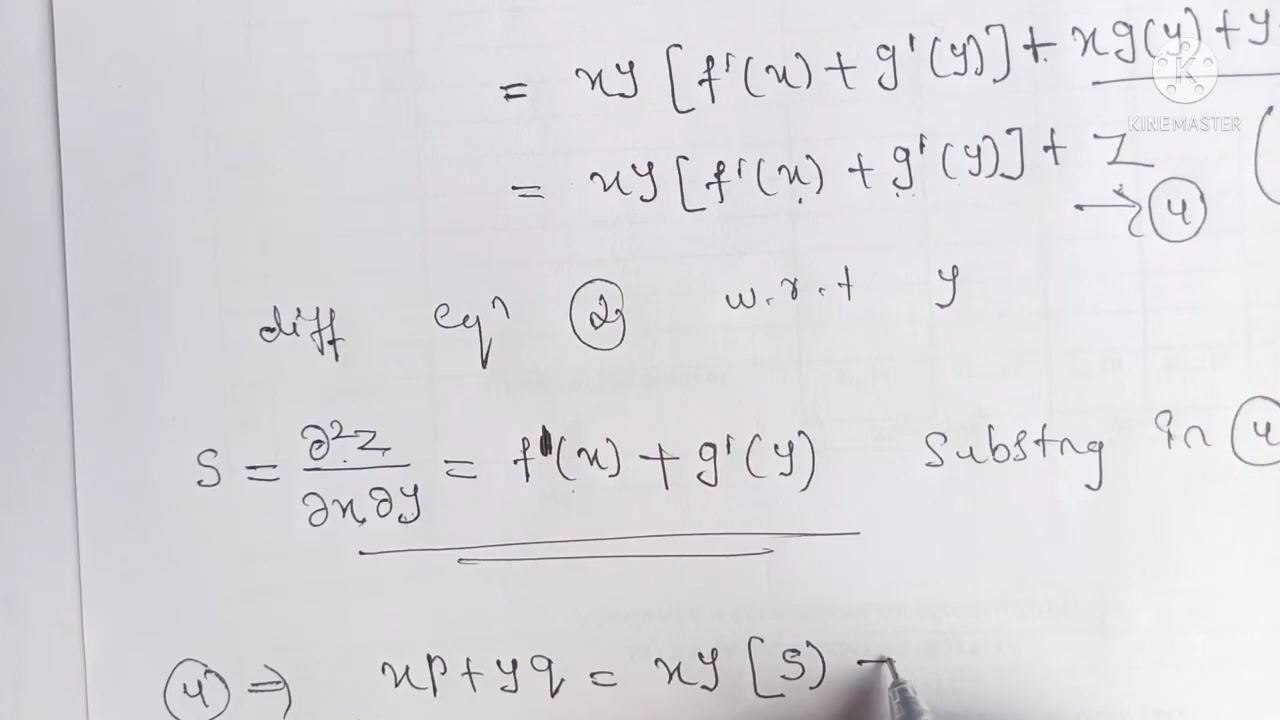 = xy [f'(x) + g'(y)] + xg(y) + y
KINEMASTER
= xy [f'(x) + g'(y)] + Z (
→ 4
diff eqn 2 w.r.t y
S = ∂²Z/∂x∂y = f'(x) + g'(y) Substng in 4
4 ⇒ xp + yq = xy [S) -